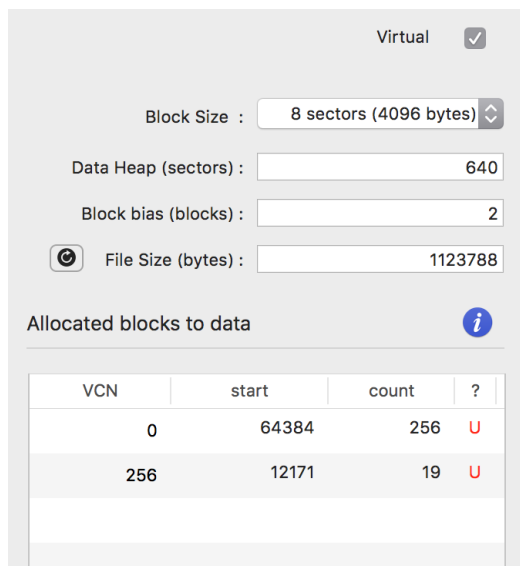 Virtual
Block Size : 8 sectors (4096 bytes)
Data Heap (sectors) : 640
Block bias (blocks) : 2
File Size (bytes) : 1123788
Allocated blocks to data i
VCN start count ?
0 64384 256 U
256 12171 19 U